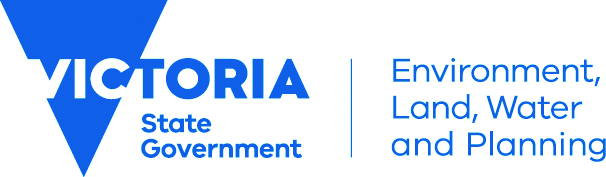 VICTORIA
State
Government
Environment,
Land, Water
and Planning